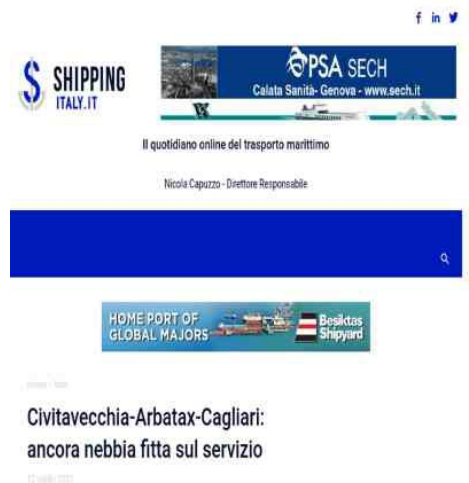 SHIPPING
ITALY.IT
PSA SECH
Calata Sanità- Genova - www.sech.it
Il quotidiano online del trasporto marittimo
Nicola Capuzzo - Direttore Responsabile
HOME PORT OF
GLOBAL MAJORS
Besiktas
Shipyard
Civitavecchia-Arbatax-Cagliari:
ancora nebbia fitta sul servizio